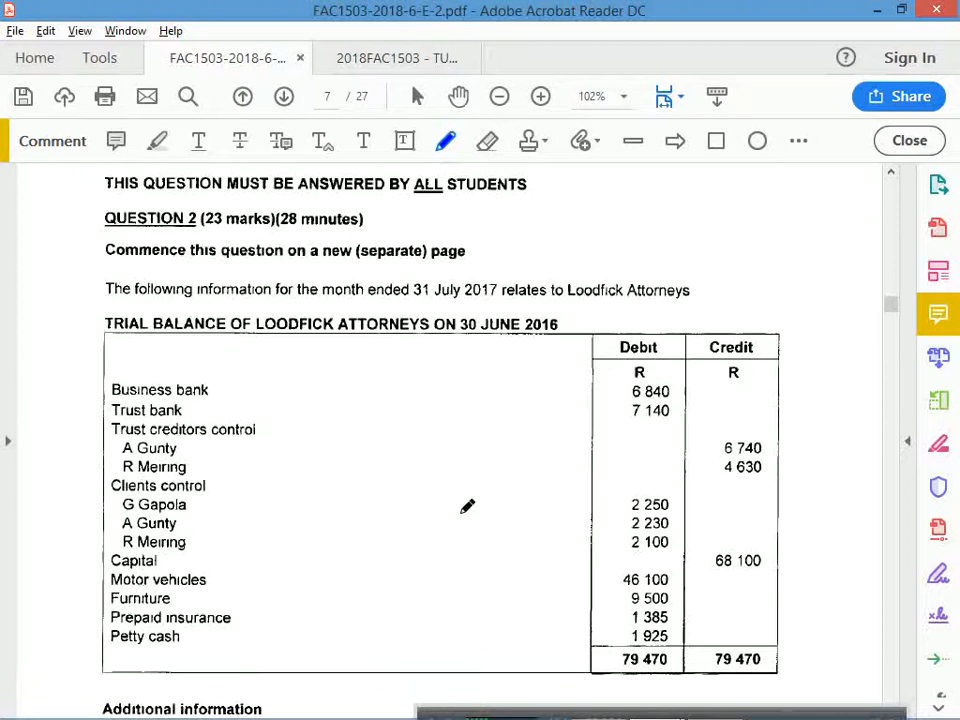 FAC1503-2018-6-E-2.pdf - Adobe Acrobat Reader DC
File Edit View Window Help
Home Tools FAC1503-2018-6-... × 2018FAC1503 - TU... ? Sign In
7 / 27 102% Share
Comment Close
THIS QUESTION MUST BE ANSWERED BY ALL STUDENTS
QUESTION 2 (23 marks)(28 minutes)
Commence this question on a new (separate) page
The following information for the month ended 31 July 2017 relates to Loodfick Attorneys
TRIAL BALANCE OF LOODFICK ATTORNEYS ON 30 JUNE 2016
Debit Credit
R R
Business bank 6 840
Trust bank 7 140
Trust creditors control
A Gunty 6 740
R Meiring 4 630
Clients control
G Gapola 2 250
A Gunty 2 230
R Meiring 2 100
Capital 68 100
Motor vehicles 46 100
Furniture 9 500
Prepaid insurance 1 385
Petty cash 1 925
79 470 79 470
Additional information